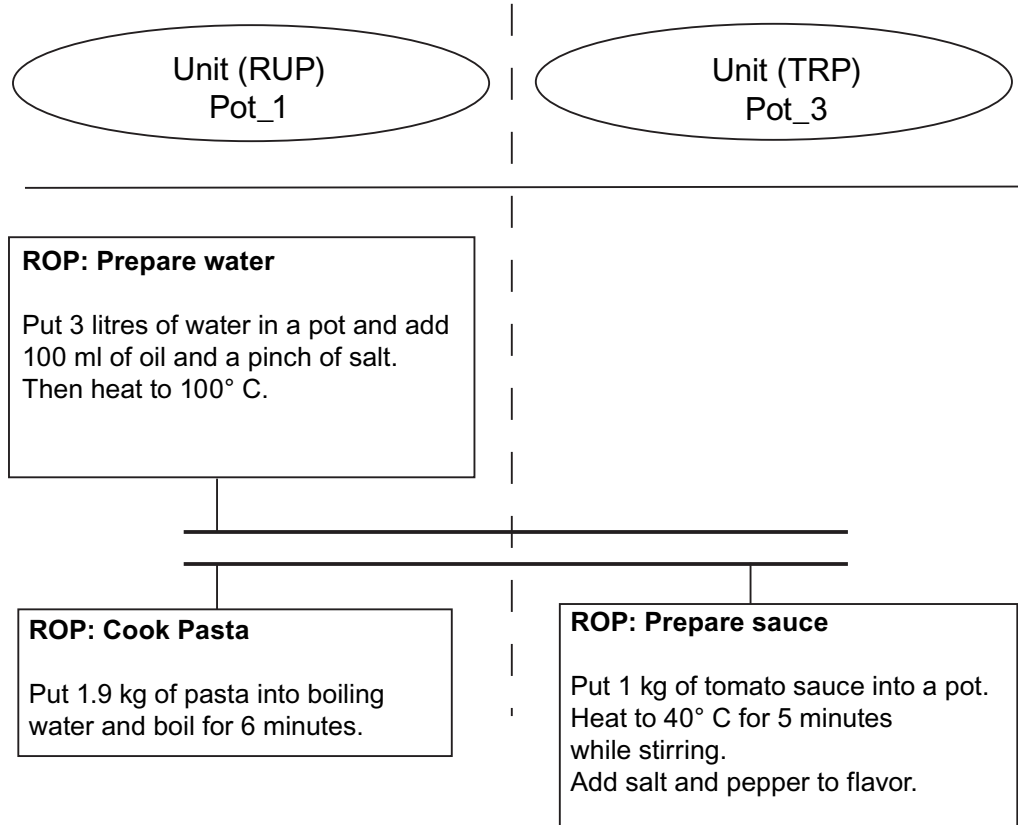 Unit (RUP)
Pot_1
Unit (TRP)
Pot_3
ROP: Prepare water
Put 3 litres of water in a pot and add
100 ml of oil and a pinch of salt.
Then heat to 100° C.
ROP: Cook Pasta
Put 1.9 kg of pasta into boiling
water and boil for 6 minutes.
ROP: Prepare sauce
Put 1 kg of tomato sauce into a pot.
Heat to 40° C for 5 minutes
while stirring.
Add salt and pepper to flavor.